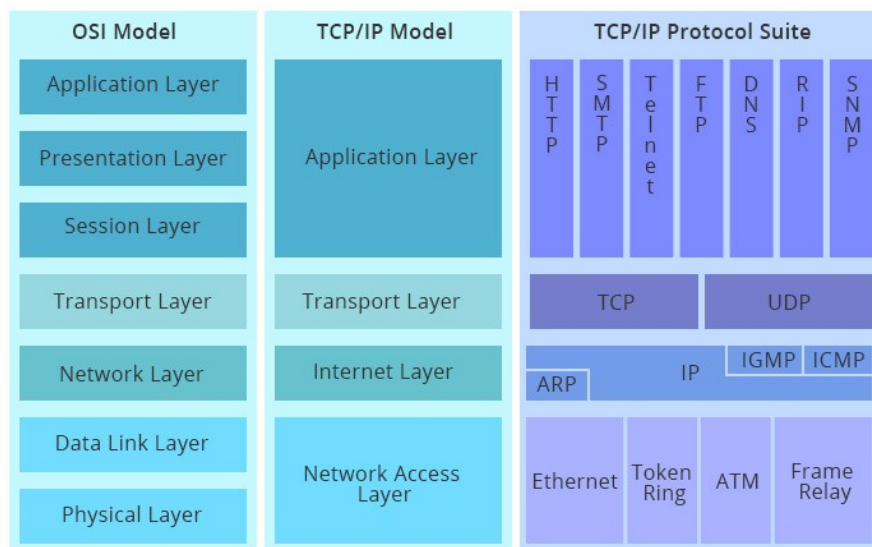 OSI Model
Application Layer
Presentation Layer
Session Layer
Transport Layer
Network Layer
Data Link Layer
Physical Layer
TCP/IP Model
Application Layer
Transport Layer
Internet Layer
Network Access
Layer
TCP/IP Protocol Suite
HTTP
SMTP
Telnet
FTP
DNS
RIP
SNMP
TCP
UDP
ARP
IP
IGMP
ICMP
Ethernet
Token
Ring
ATM
Frame
Relay